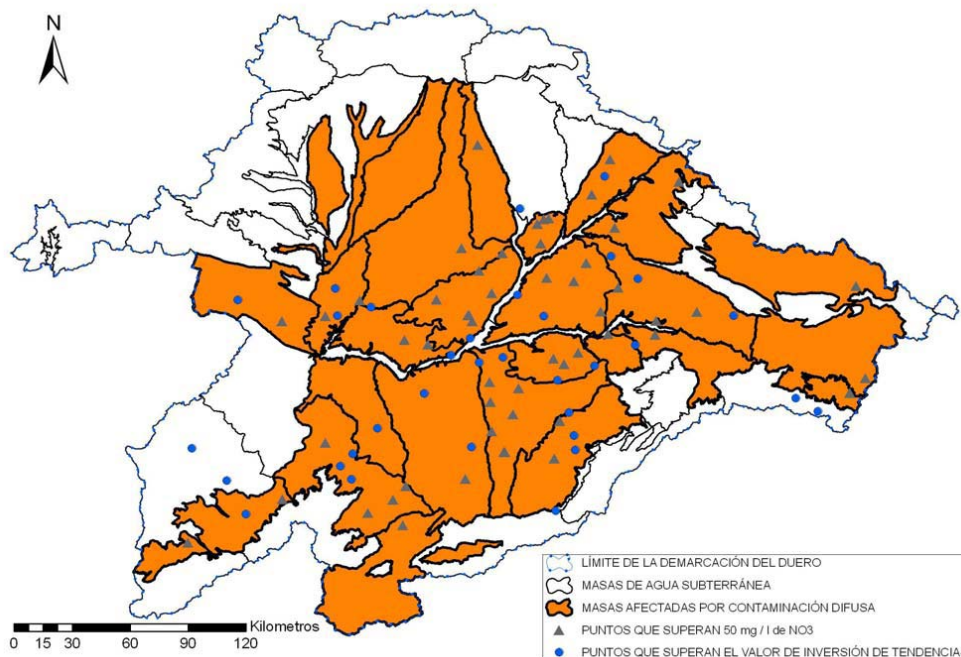 N
LÍMITE DE LA DEMARCACIÓN DEL DUERO
MASAS DE AGUA SUBTERRÁNEA
MASAS AFECTADAS POR CONTAMINACIÓN DIFUSA
PUNTOS QUE SUPERAN 50 mg / l de NO3
PUNTOS QUE SUPERAN EL VALOR DE INVERSIÓN DE TENDENCIA
Kilometros
0 15 30 60 90 120